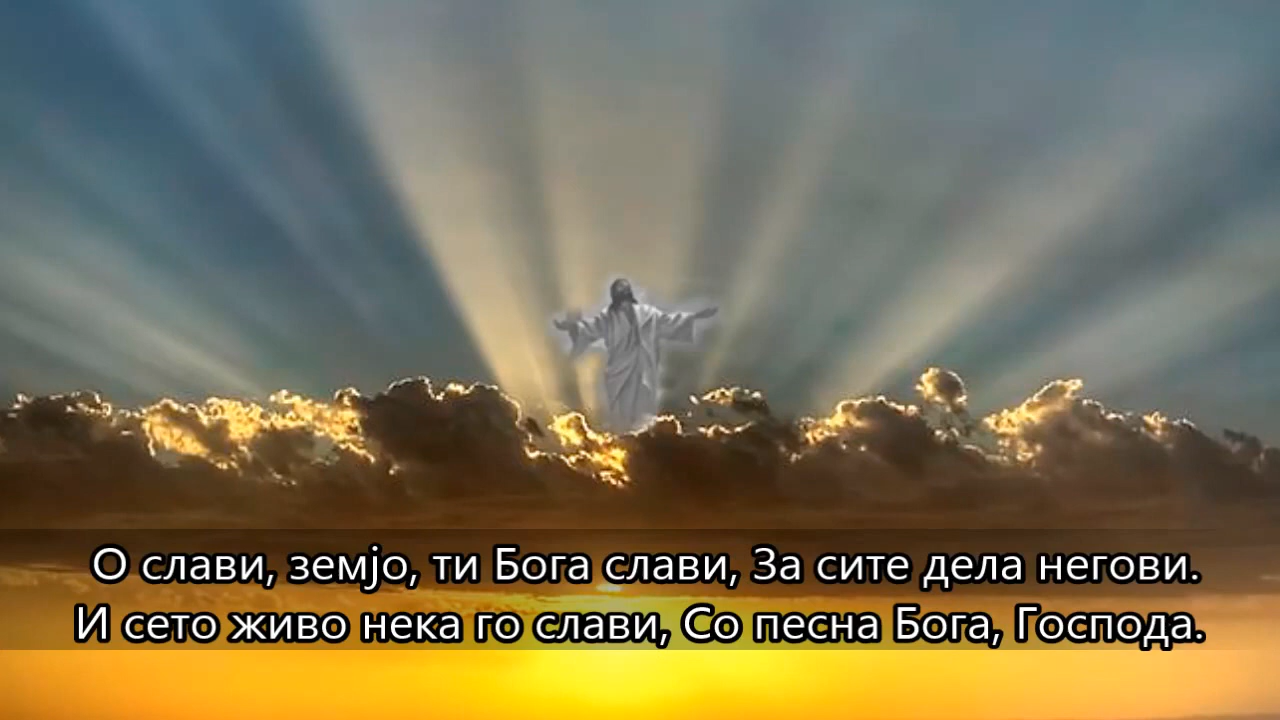 О слави, земјо, ти Бога слави, За сите дела негови.
И сето живо нека го слави, Со песна Бога, Господа.